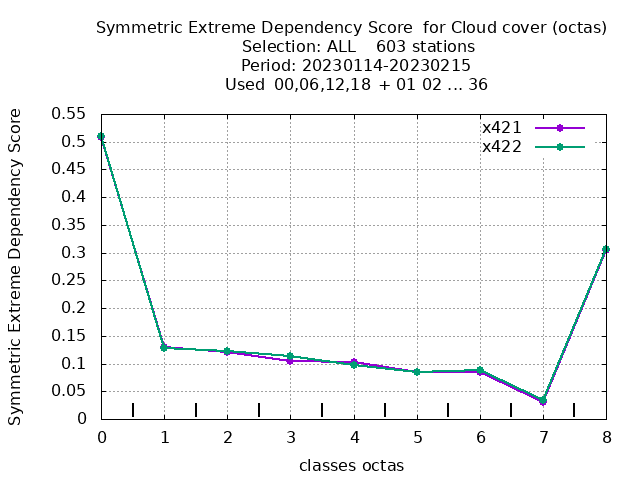 Symmetric Extreme Dependency Score  for Cloud cover (octas)
Selection: ALL    603 stations
Period: 20230114-20230215
Used  00,06,12,18 + 01 02 ... 36
Symmetric Extreme Dependency Score
x421
x422
0.55
0.5
0.45
0.4
0.35
0.3
0.25
0.2
0.15
0.1
0.05
0
0 1 2 3 4 5 6 7 8
classes octas